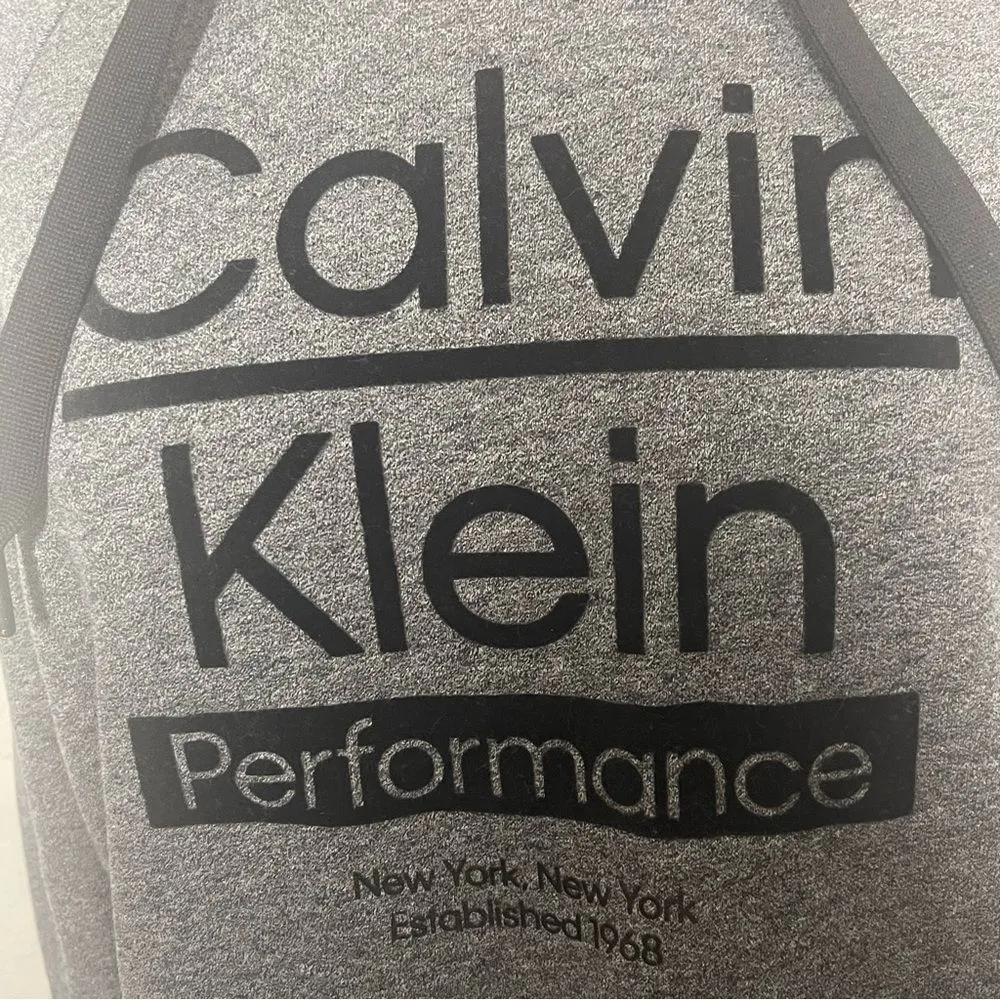 Calvin
Klein
Performance
New York, New York
Established 1968